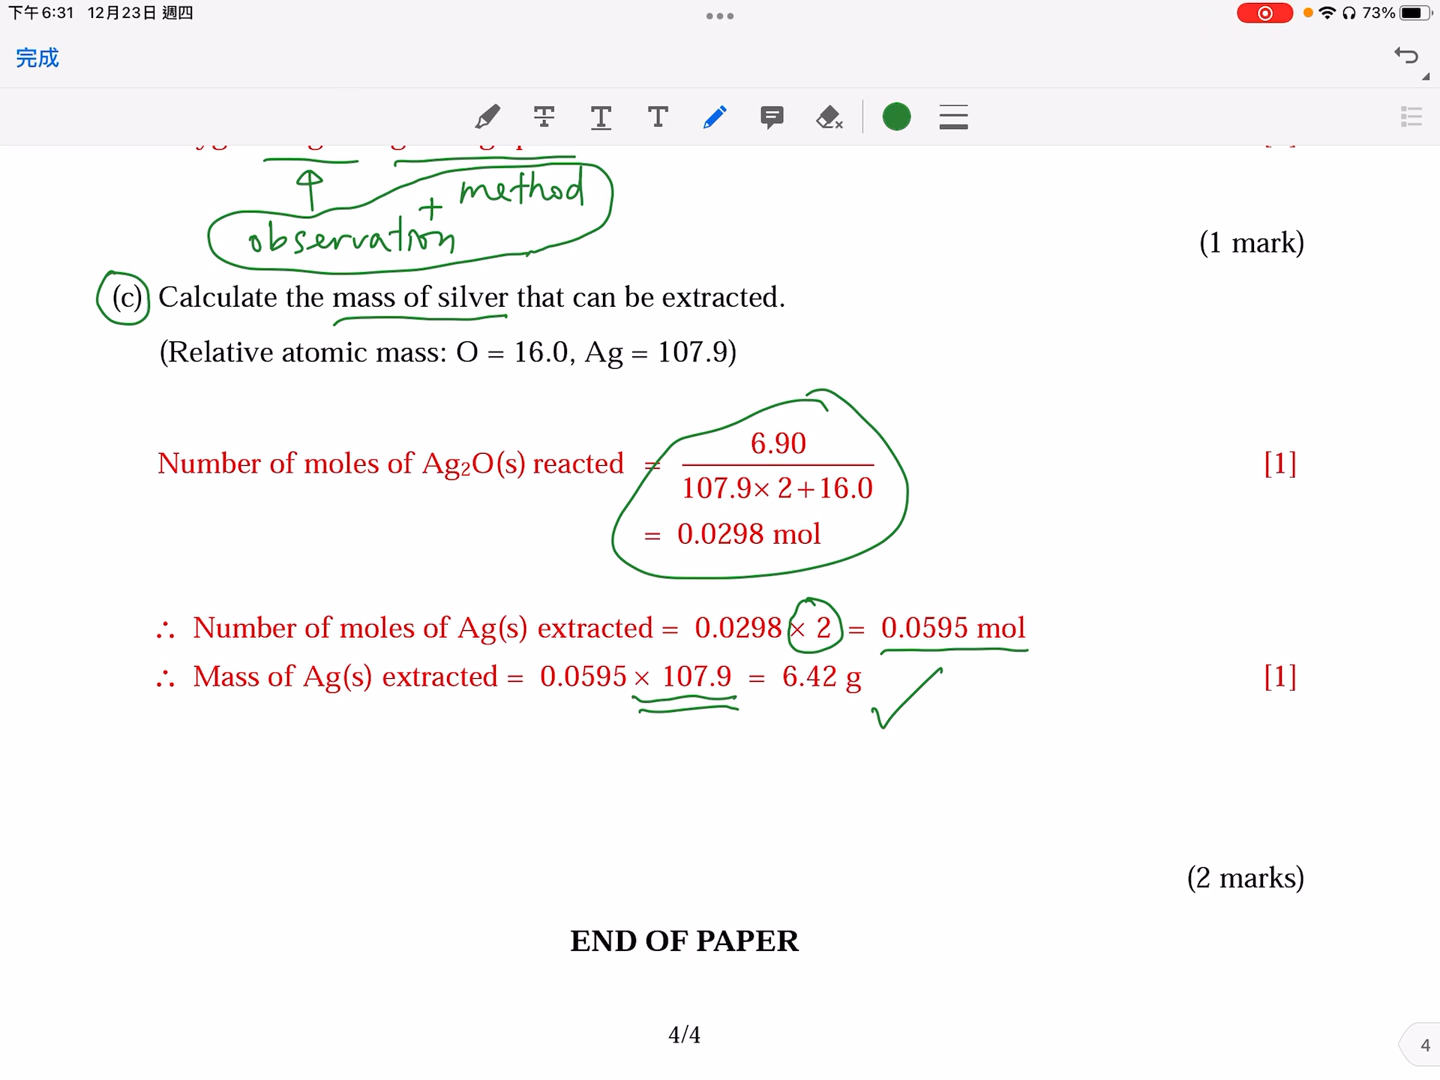 下午6:31 12月23日 週四
73%
完成
method
+
observation
(1 mark)
(c) Calculate the mass of silver that can be extracted.
(Relative atomic mass: O = 16.0, Ag = 107.9)
6.90
Number of moles of Ag₂O(s) reacted = [1]
107.9× 2+16.0
= 0.0298 mol
∴ Number of moles of Ag(s) extracted = 0.0298 × 2 = 0.0595 mol
∴ Mass of Ag(s) extracted = 0.0595 × 107.9 = 6.42 g [1]
(2 marks)
END OF PAPER
4/4
4